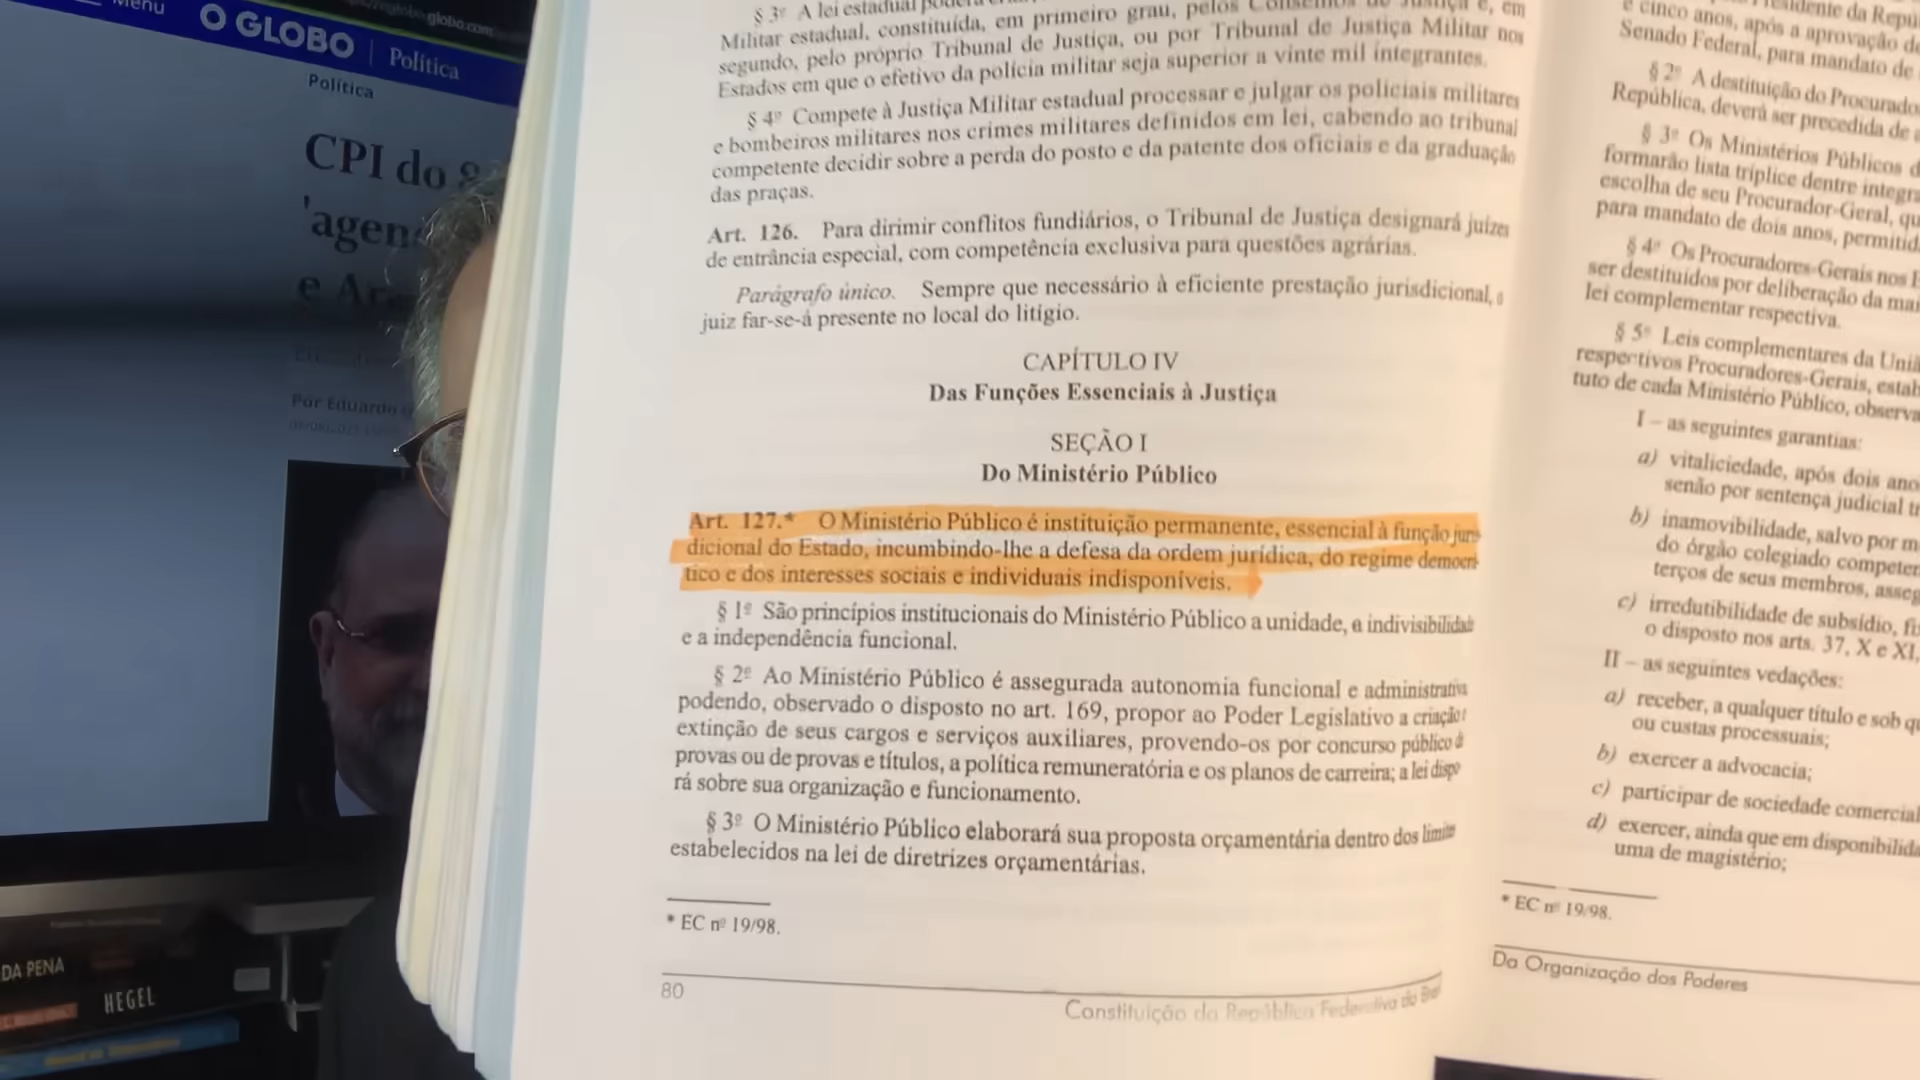 Menu
O GLOBO | Política
globo.globo.com
Política
CPI do 8
'agen
e Ar
Por Eduardo
DA PENA
HEGEL
§ 3º A lei estadual poderá
Militar estadual, constituída, em primeiro grau, pelos Conselhos de Justiça e, em
segundo, pelo próprio Tribunal de Justiça, ou por Tribunal de Justiça Militar nos
Estados em que o efetivo da polícia militar seja superior a vinte mil integrantes.
§ 4º Compete à Justiça Militar estadual processar e julgar os policiais militares
e bombeiros militares nos crimes militares definidos em lei, cabendo ao tribunal
competente decidir sobre a perda do posto e da patente dos oficiais e da graduação
das praças.
Art. 126. Para dirimir conflitos fundiários, o Tribunal de Justiça designará juízes
de entrância especial, com competência exclusiva para questões agrárias.
Parágrafo único. Sempre que necessário à eficiente prestação jurisdicional, o
juiz far-se-á presente no local do litígio.
CAPÍTULO IV
Das Funções Essenciais à Justiça
SEÇÃO I
Do Ministério Público
Art. 127.* O Ministério Público é instituição permanente, essencial à função juris-
dicional do Estado, incumbindo-lhe a defesa da ordem jurídica, do regime democrá-
tico e dos interesses sociais e individuais indisponíveis.
§ 1º São princípios institucionais do Ministério Público a unidade, a indivisibilidade
e a independência funcional.
§ 2º Ao Ministério Público é assegurada autonomia funcional e administrativa
podendo, observado o disposto no art. 169, propor ao Poder Legislativo a criação e
extinção de seus cargos e serviços auxiliares, provendo-os por concurso público de
provas ou de provas e títulos, a política remuneratória e os planos de carreira; a lei dispo-
rá sobre sua organização e funcionamento.
§ 3º O Ministério Público elaborará sua proposta orçamentária dentro dos limites
estabelecidos na lei de diretrizes orçamentárias.
* EC nº 19/98.
80
Constituição da República Federativa do Brasil
Presidente da Repú
e cinco anos, após a aprovação de
Senado Federal, para mandato de
§ 2º A destituição do Procurador
República, deverá ser precedida de a
§ 3º Os Ministérios Públicos d
formarão lista tríplice dentre integra
escolha de seu Procurador-Geral, qu
para mandato de dois anos, permitid
§ 4º Os Procuradores-Gerais nos E
ser destituídos por deliberação da mai
lei complementar respectiva.
§ 5º Leis complementares da Uniã
respectivos Procuradores-Gerais, estab
tuto de cada Ministério Público, observa
I – as seguintes garantias:
a) vitaliciedade, após dois ano
senão por sentença judicial tr
b) inamovibilidade, salvo por m
do órgão colegiado competen
terços de seus membros, asseg
c) irredutibilidade de subsídio, fi
o disposto nos arts. 37, X e XI,
II – as seguintes vedações:
a) receber, a qualquer título e sob qu
ou custas processuais;
b) exercer a advocacia;
c) participar de sociedade comercial
d) exercer, ainda que em disponibilida
uma de magistério;
* EC nº 19/98.
Da Organização dos Poderes